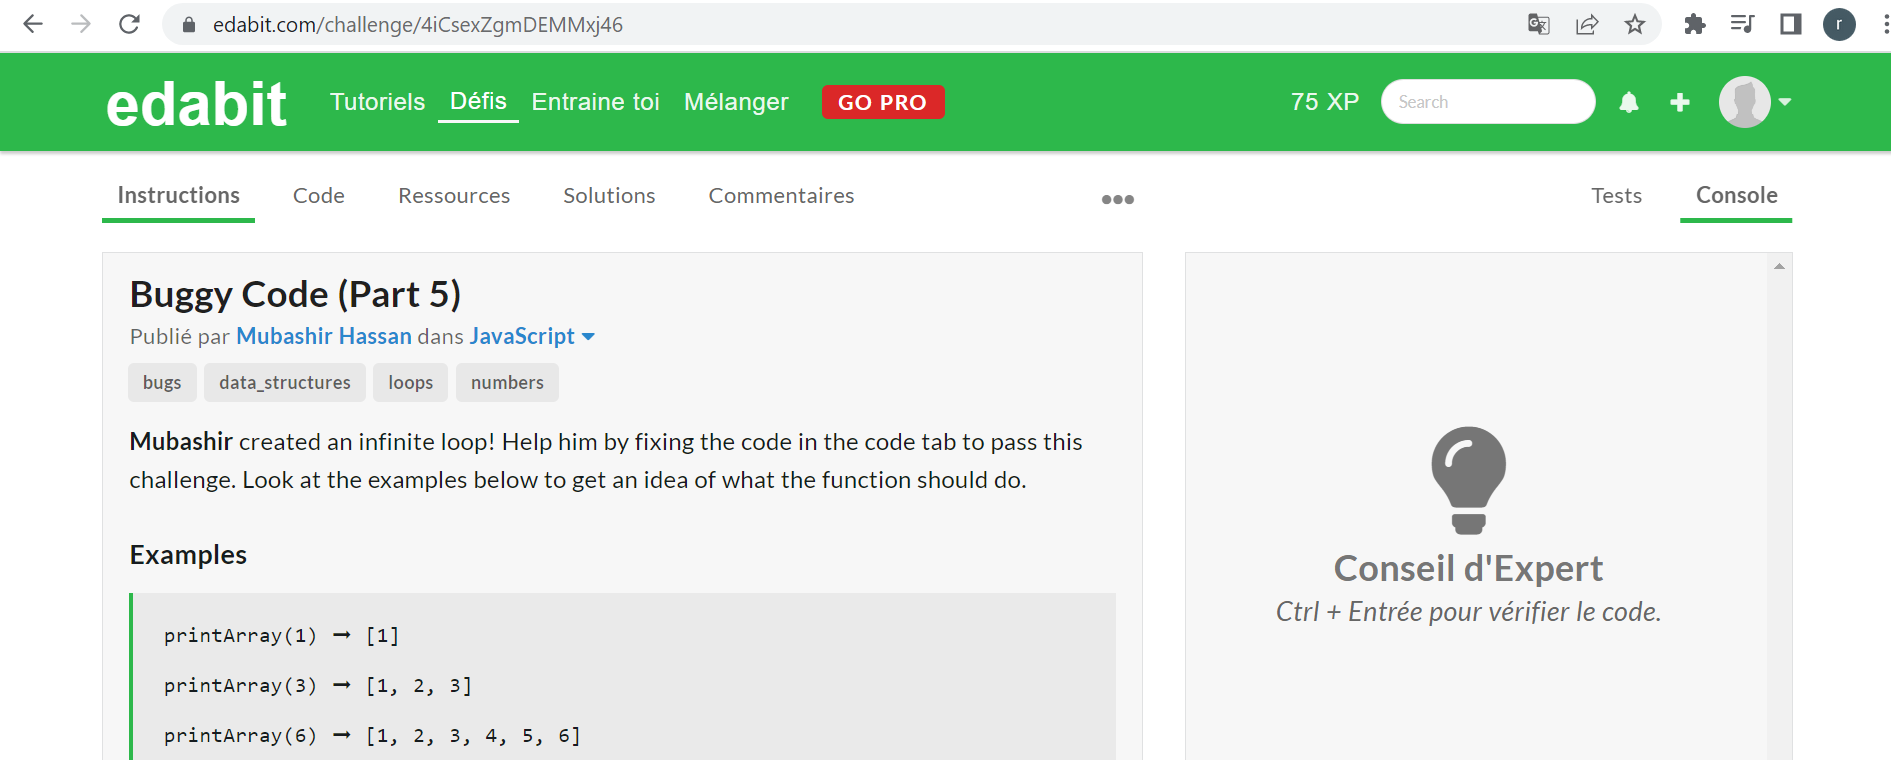 edabit.com/challenge/4iCsexZgmDEMMxj46
r
edabit Tutoriels Défis Entraine toi Mélanger GO PRO 75 XP Search
Instructions Code Ressources Solutions Commentaires Tests Console
Buggy Code (Part 5)
Publié par Mubashir Hassan dans JavaScript
bugs data_structures loops numbers
Mubashir created an infinite loop! Help him by fixing the code in the code tab to pass this
challenge. Look at the examples below to get an idea of what the function should do.
Examples
printArray(1) ➞ [1]
printArray(3) ➞ [1, 2, 3]
printArray(6) ➞ [1, 2, 3, 4, 5, 6]
Conseil d'Expert
Ctrl + Entrée pour vérifier le code.